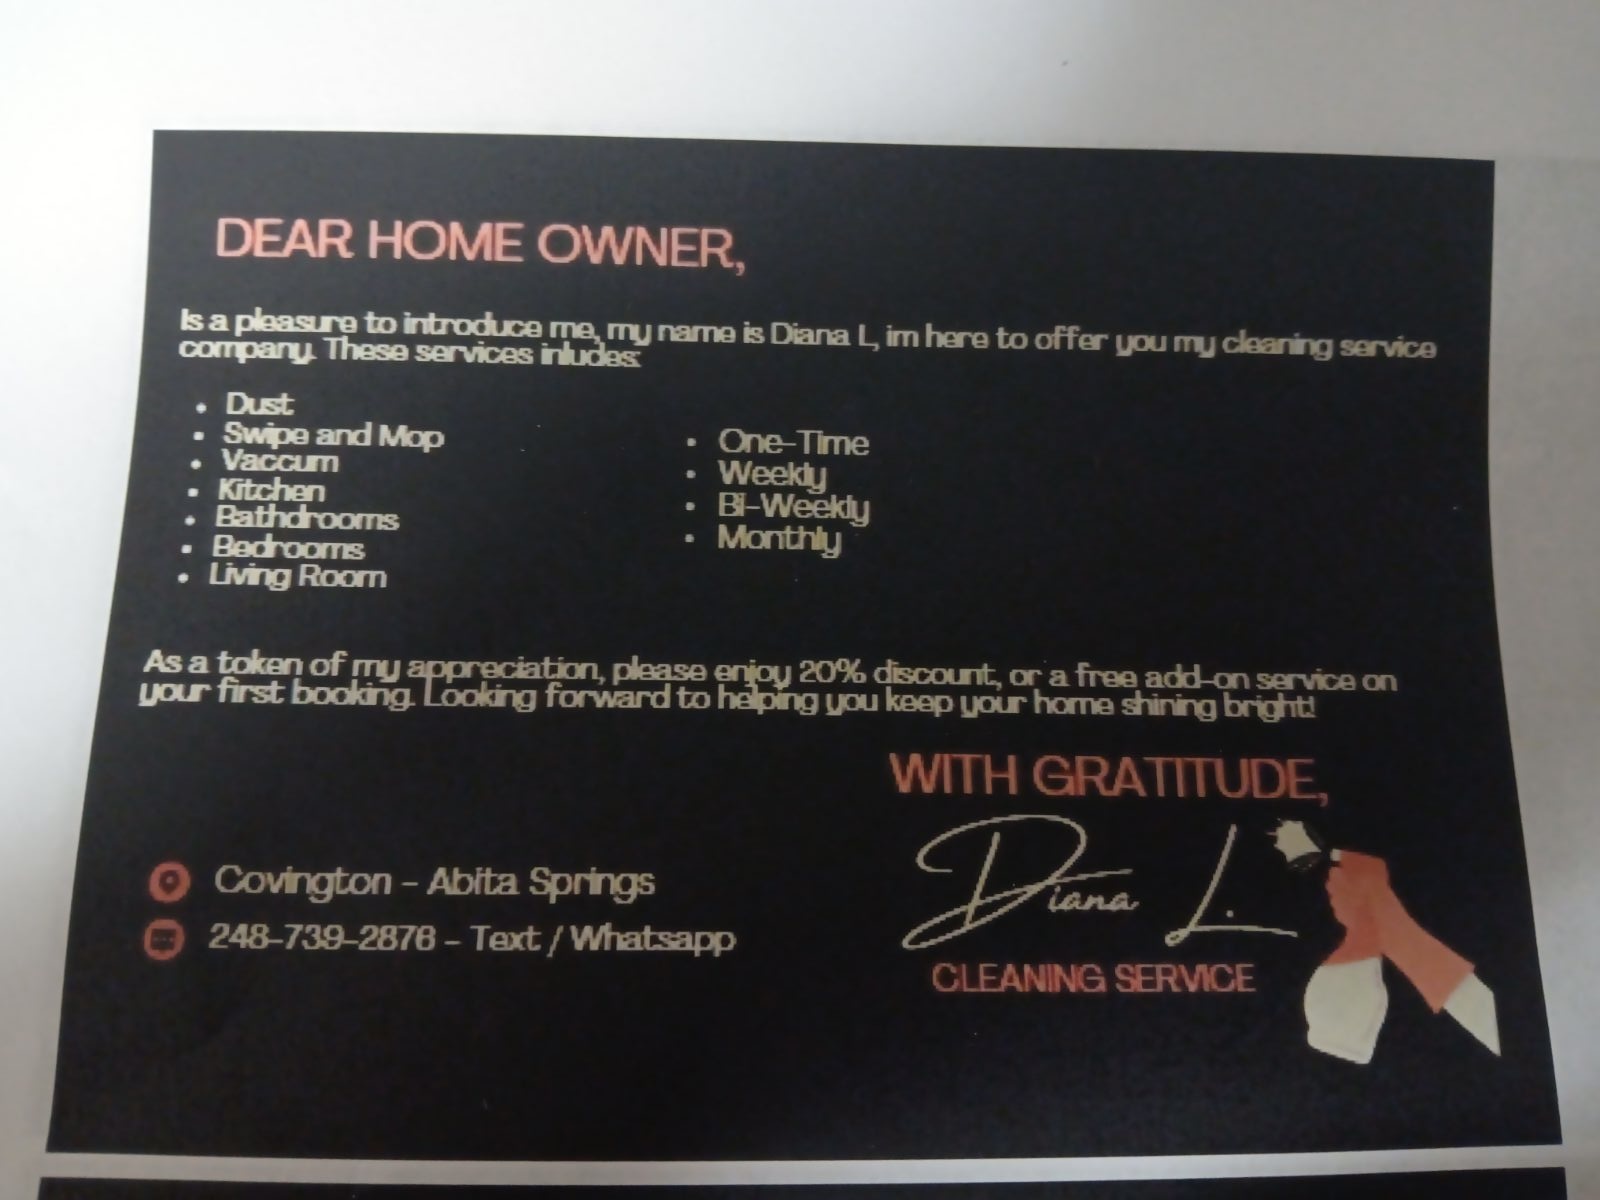 DEAR HOME OWNER,
Is a pleasure to introduce me, my name is Diana L, im here to offer you my cleaning service
company. These services inludes:
• Dust
• Swipe and Mop
• Vaccum
• Kitchen
• Bathdrooms
• Bedrooms
• Living Room
• One-Time
• Weekly
• Bi-Weekly
• Monthly
As a token of my appreciation, please enjoy 20% discount, or a free add-on service on
your first booking. Looking forward to helping you keep your home shining bright!
WITH GRATITUDE,
Diana L.
CLEANING SERVICE
Covington - Abita Springs
248-739-2876 - Text / Whatsapp